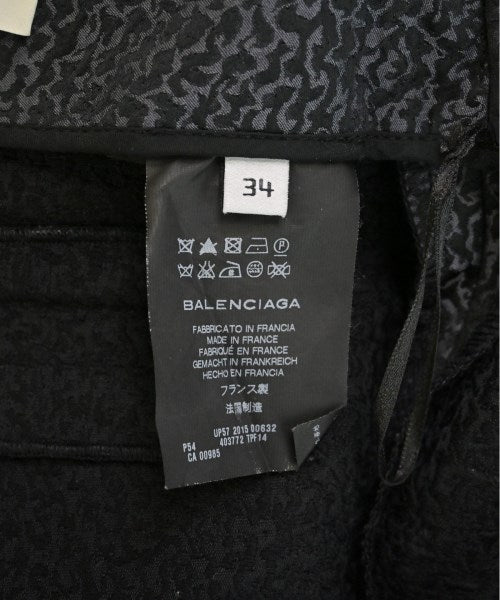 34
BALENCIAGA
FABBRICATO IN FRANCIA
MADE IN FRANCE
FABRIQUÉ EN FRANCE
GEMACHT IN FRANKREICH
HECHO EN FRANCIA
フランス製
法国制造
UP57 2015 00632
P54 403772 TPF14
CA 00985